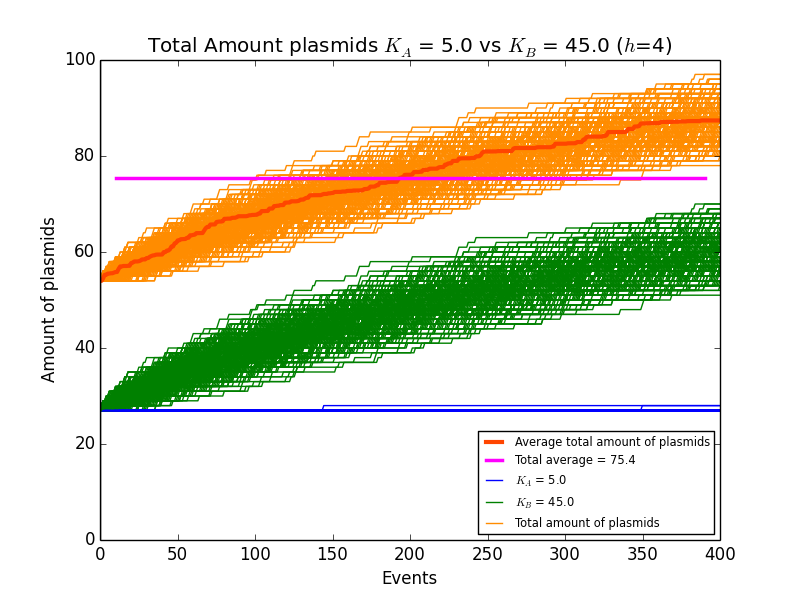 Total Amount plasmids K_A = 5.0 vs K_B = 45.0 (h=4)
100
80
60
40
20
0
Amount of plasmids
0 50 100 150 200 250 300 350 400
Events
Average total amount of plasmids
Total average = 75.4
K_A = 5.0
K_B = 45.0
Total amount of plasmids